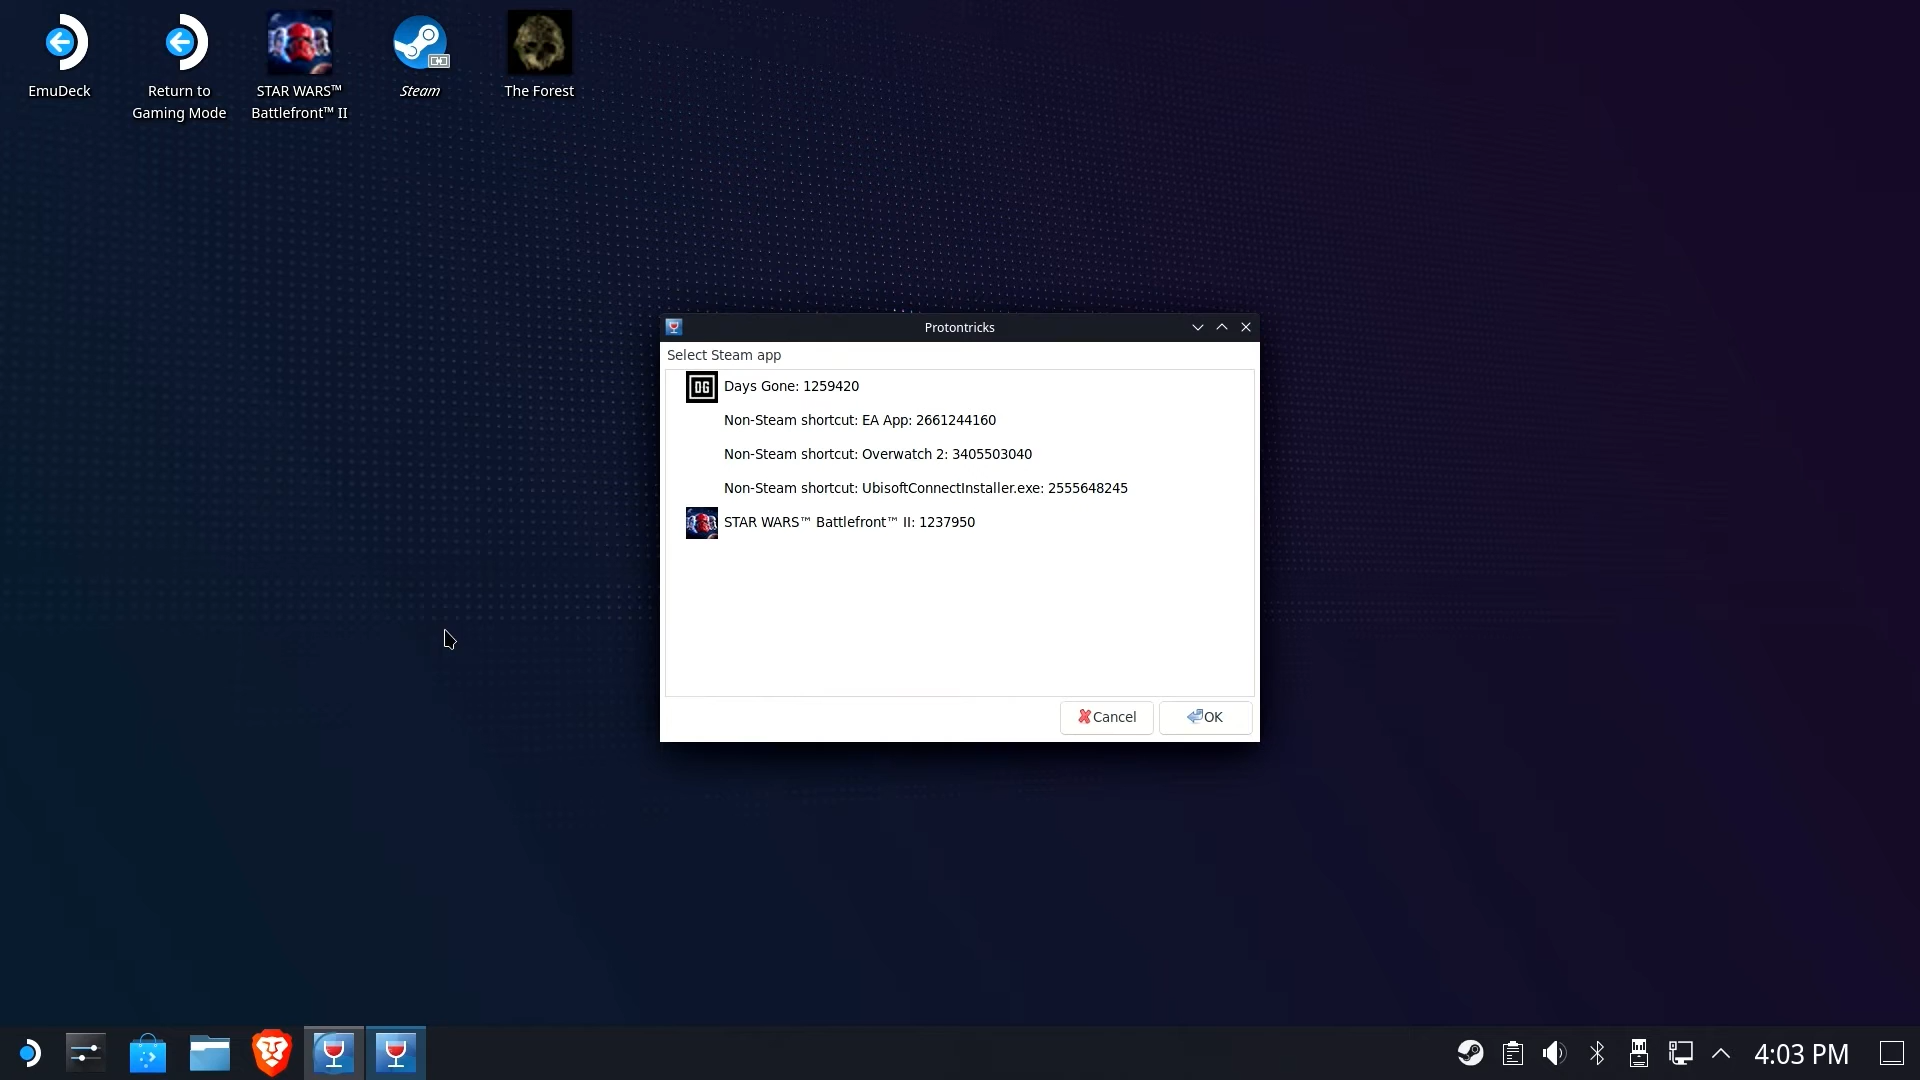 EmuDeck
Return to
Gaming Mode
STAR WARS™
Battlefront™ II
Steam
The Forest
Protontricks
Select Steam app
DG
Days Gone: 1259420
Non-Steam shortcut: EA App: 2661244160
Non-Steam shortcut: Overwatch 2: 3405503040
Non-Steam shortcut: UbisoftConnectInstaller.exe: 2555648245
STAR WARS™ Battlefront™ II: 1237950
Cancel
OK
4:03 PM